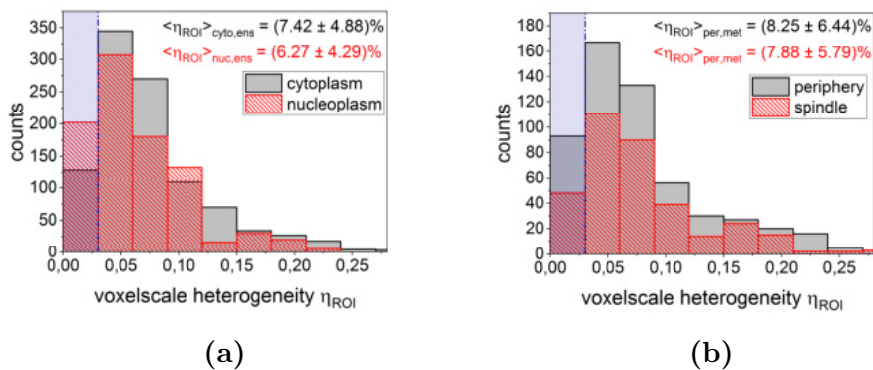 <η_ROI>_cyto,ens = (7.42 ± 4.88)%
<η_ROI>_nuc,ens = (6.27 ± 4.29)%
cytoplasm
nucleoplasm
counts
350
300
250
200
150
100
50
0
0,00 0,05 0,10 0,15 0,20 0,25
voxelscale heterogeneity η_ROI
(a)
<η_ROI>_per,met = (8.25 ± 6.44)%
<η_ROI>_per,met = (7.88 ± 5.79)%
periphery
spindle
counts
180
160
140
120
100
80
60
40
20
0
0,00 0,05 0,10 0,15 0,20 0,25
voxelscale heterogeneity η_ROI
(b)